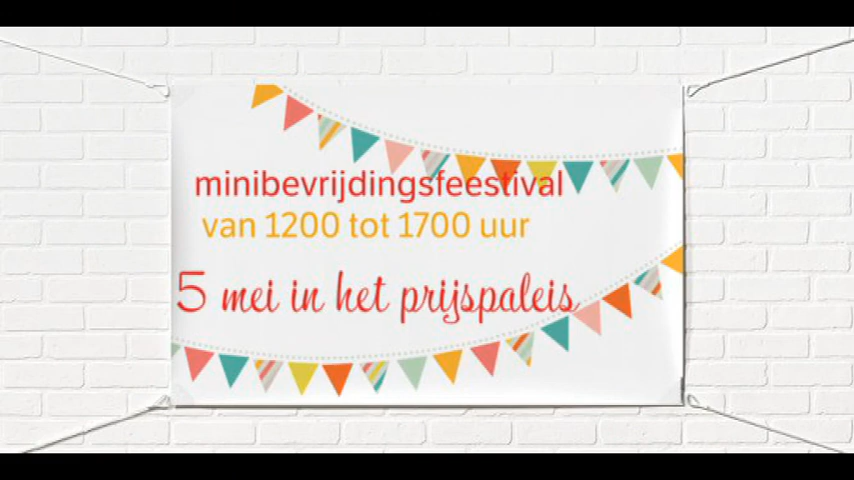 minibevrijdingsfeestival
van 1200 tot 1700 uur
5 mei in het prijspaleis